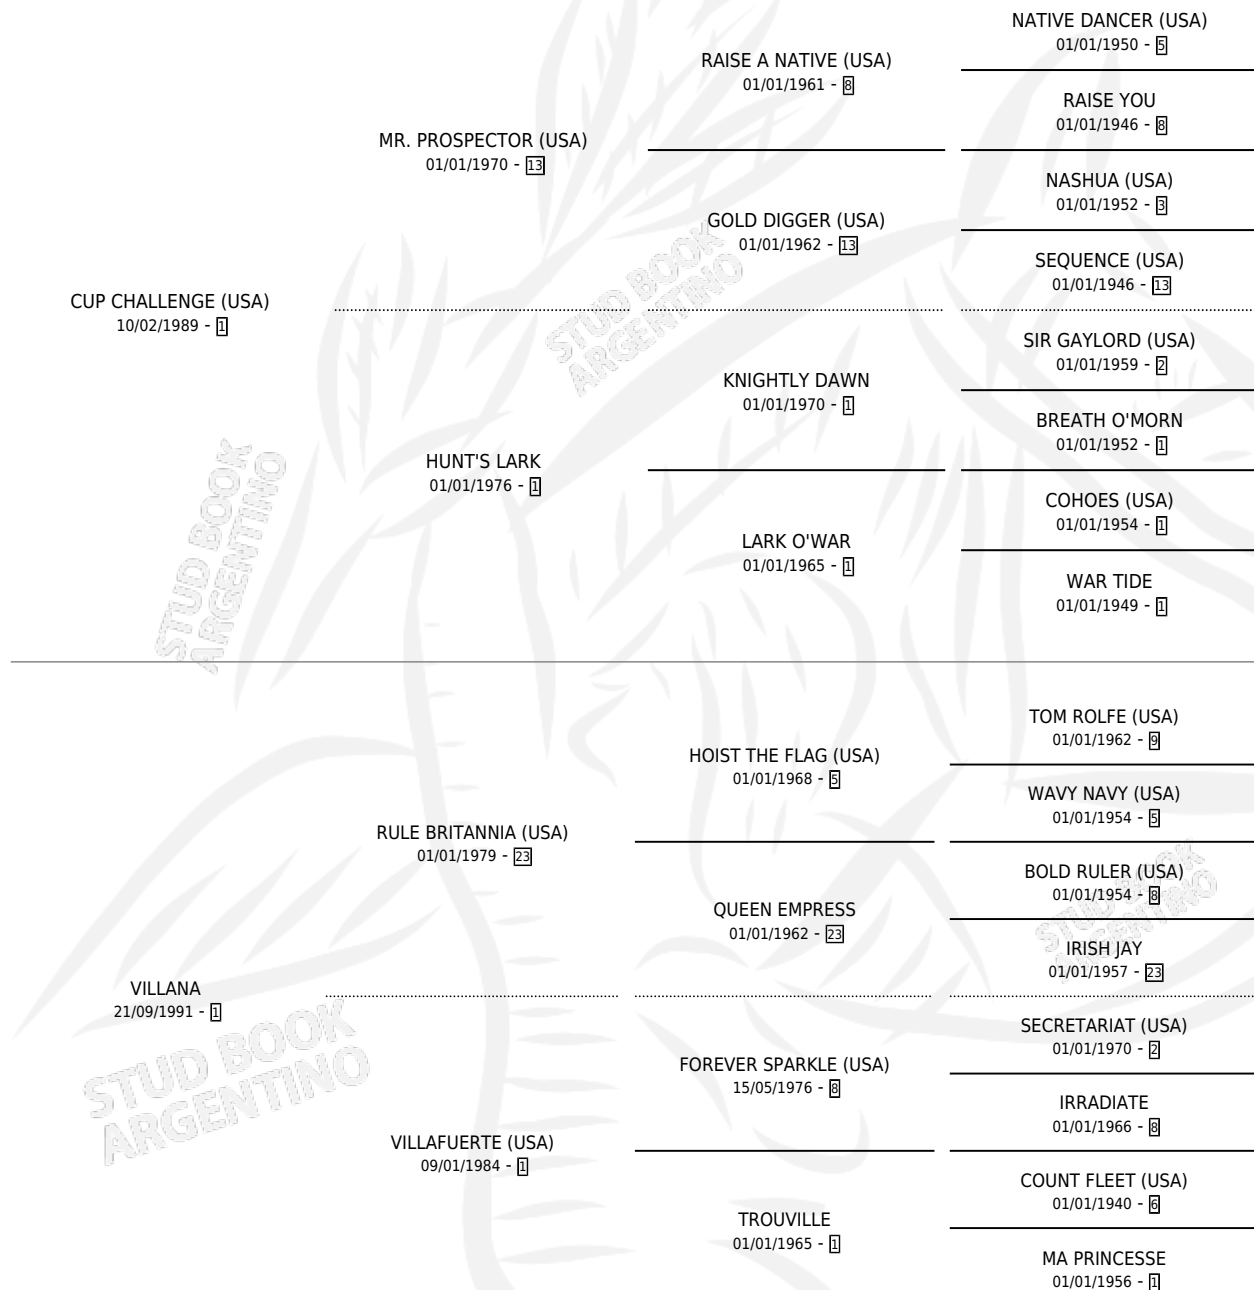 NATIVE DANCER (USA)
01/01/1950 - 5
RAISE A NATIVE (USA)
01/01/1961 - 8
RAISE YOU
01/01/1946 - 8
MR. PROSPECTOR (USA)
01/01/1970 - 13
NASHUA (USA)
01/01/1952 - 3
GOLD DIGGER (USA)
01/01/1962 - 13
SEQUENCE (USA)
01/01/1946 - 13
CUP CHALLENGE (USA)
10/02/1989 - 1
SIR GAYLORD (USA)
01/01/1959 - 2
KNIGHTLY DAWN
01/01/1970 - 1
BREATH O'MORN
01/01/1952 - 1
HUNT'S LARK
01/01/1976 - 1
COHOES (USA)
01/01/1954 - 1
LARK O'WAR
01/01/1965 - 1
WAR TIDE
01/01/1949 - 1
TOM ROLFE (USA)
01/01/1962 - 9
HOIST THE FLAG (USA)
01/01/1968 - 5
WAVY NAVY (USA)
01/01/1954 - 5
RULE BRITANNIA (USA)
01/01/1979 - 23
BOLD RULER (USA)
01/01/1954 - 8
QUEEN EMPRESS
01/01/1962 - 23
IRISH JAY
01/01/1957 - 23
VILLANA
21/09/1991 - 1
SECRETARIAT (USA)
01/01/1970 - 2
FOREVER SPARKLE (USA)
15/05/1976 - 8
IRRADIATE
01/01/1966 - 8
VILLAFUERTE (USA)
09/01/1984 - 1
COUNT FLEET (USA)
01/01/1940 - 6
TROUVILLE
01/01/1965 - 1
MA PRINCESSE
01/01/1956 - 1
STUD BOOK
ARGENTINO
STUD BOOK
ARGENTINO
STUD BOOK
ARGENTINO
STUD BOOK
ARGENTINO